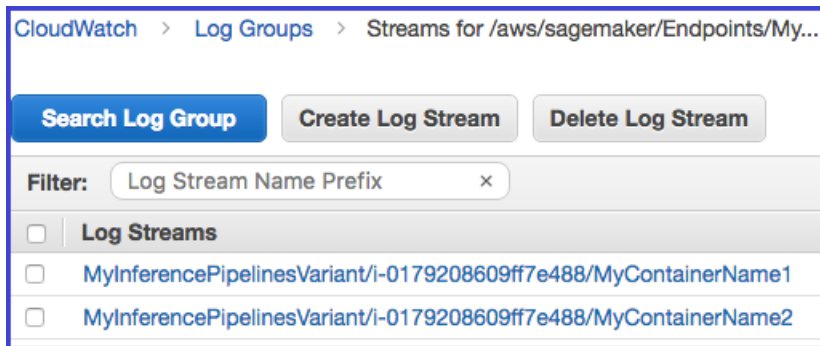 CloudWatch > Log Groups > Streams for /aws/sagemaker/Endpoints/My...
Search Log Group Create Log Stream Delete Log Stream
Filter: Log Stream Name Prefix ×
Log Streams
MyInferencePipelinesVariant/i-0179208609ff7e488/MyContainerName1
MyInferencePipelinesVariant/i-0179208609ff7e488/MyContainerName2